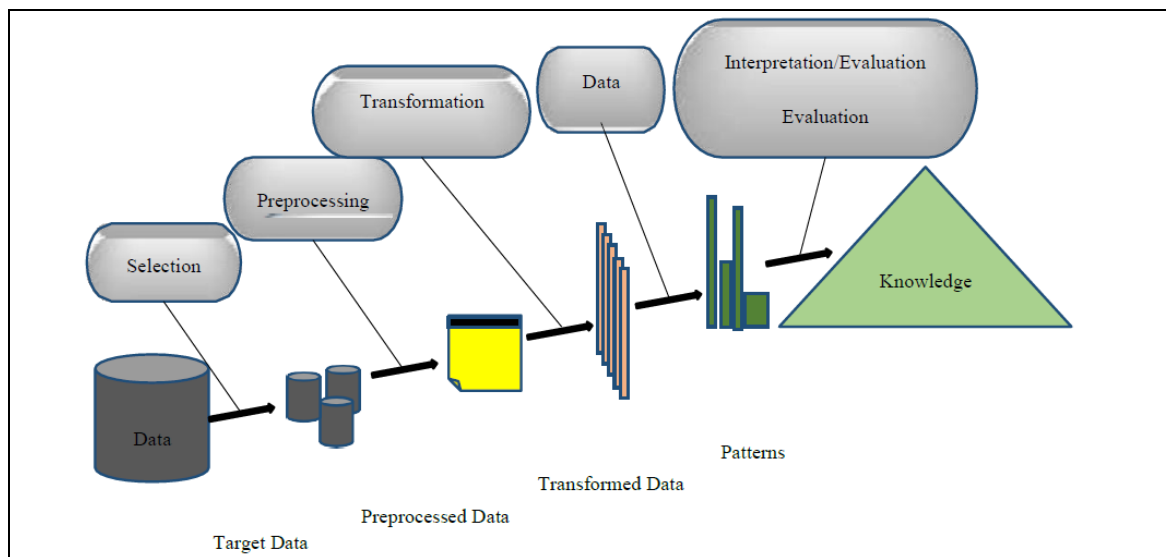 Interpretation/Evaluation
Evaluation
Data
Transformation
Preprocessing
Selection
Knowledge
Data
Patterns
Transformed Data
Preprocessed Data
Target Data